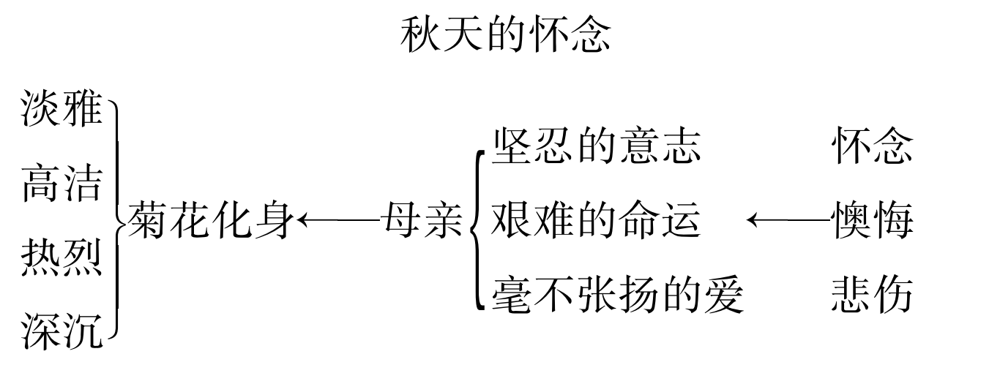 秋天的怀念
淡雅
高洁
热烈
深沉
菊花化身
母亲
坚忍的意志
艰难的命运
毫不张扬的爱
怀念
懊悔
悲伤